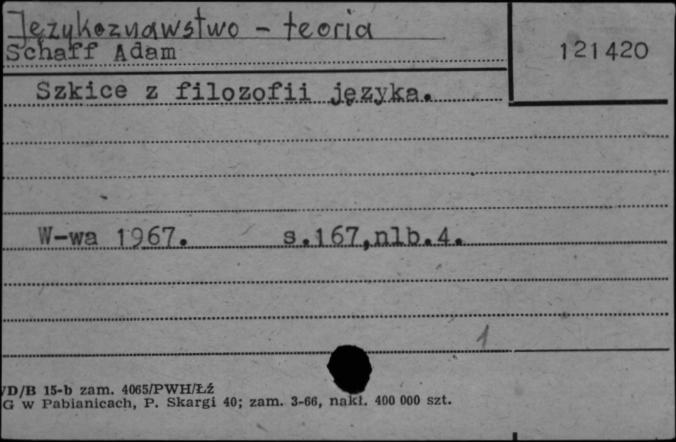 Językoznawstwo - teoria
Schaff Adam
121420
Szkice z filozofii języka.
W-wa 1967. s.167,nlb.4.
1
/D/B 15-b zam. 4065/PWH/Łź
G w Pabianicach, P. Skargi 40; zam. 3-66, nakł. 400 000 szt.